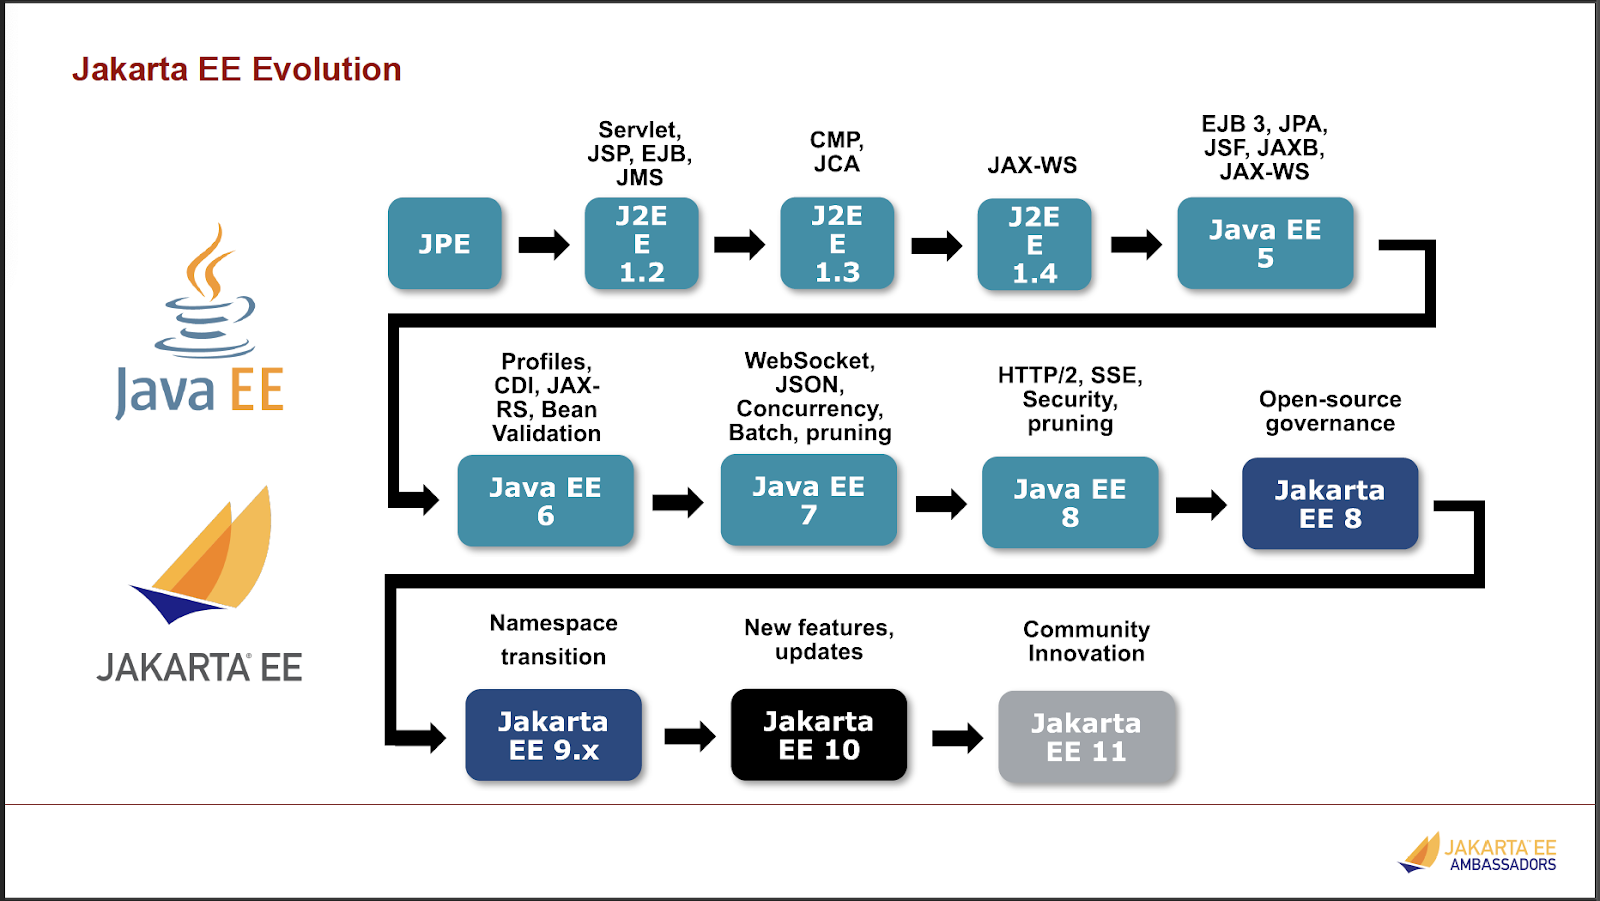 Jakarta EE Evolution
Servlet,
JSP, EJB,
JMS
CMP,
JCA
JAX-WS
EJB 3, JPA,
JSF, JAXB,
JAX-WS
JPE
J2E
E
1.2
J2E
E
1.3
J2E
E
1.4
Java EE
5
Java EE
Profiles,
CDI, JAX-
RS, Bean
Validation
WebSocket,
JSON,
Concurrency,
Batch, pruning
HTTP/2, SSE,
Security,
pruning
Open-source
governance
Java EE
6
Java EE
7
Java EE
8
Jakarta
EE 8
JAKARTA® EE
Namespace
transition
New features,
updates
Community
Innovation
Jakarta
EE 9.x
Jakarta
EE 10
Jakarta
EE 11
JAKARTA™ EE
AMBASSADORS